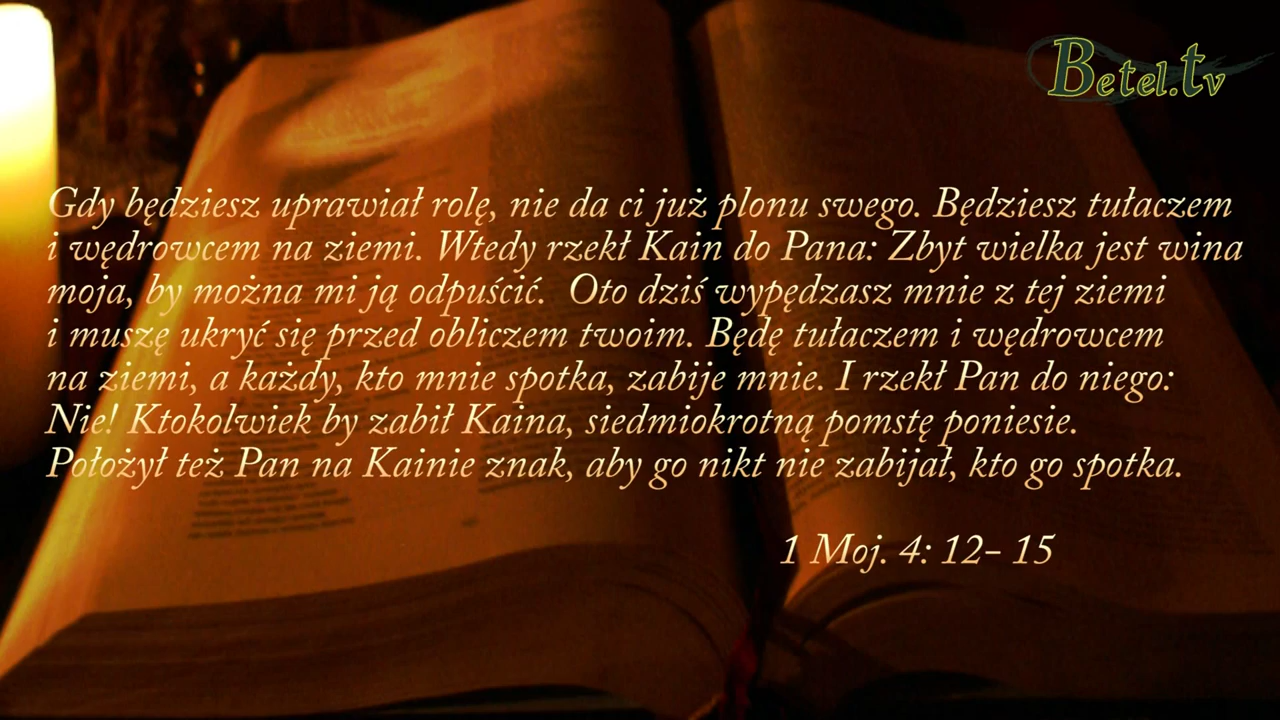 Betel.tv
Gdy będziesz uprawiał rolę, nie da ci już plonu swego. Będziesz tułaczem
i wędrowcem na ziemi. Wtedy rzekł Kain do Pana: Zbyt wielka jest wina
moja, by można mi ją odpuścić. Oto dziś wypędzasz mnie z tej ziemi
i muszę ukryć się przed obliczem twoim. Będę tułaczem i wędrowcem
na ziemi, a każdy, kto mnie spotka, zabije mnie. I rzekł Pan do niego:
Nie! Ktokolwiek by zabił Kaina, siedmiokrotną pomstę poniesie.
Położył też Pan na Kainie znak, aby go nikt nie zabijał, kto go spotka.
1 Moj. 4: 12- 15